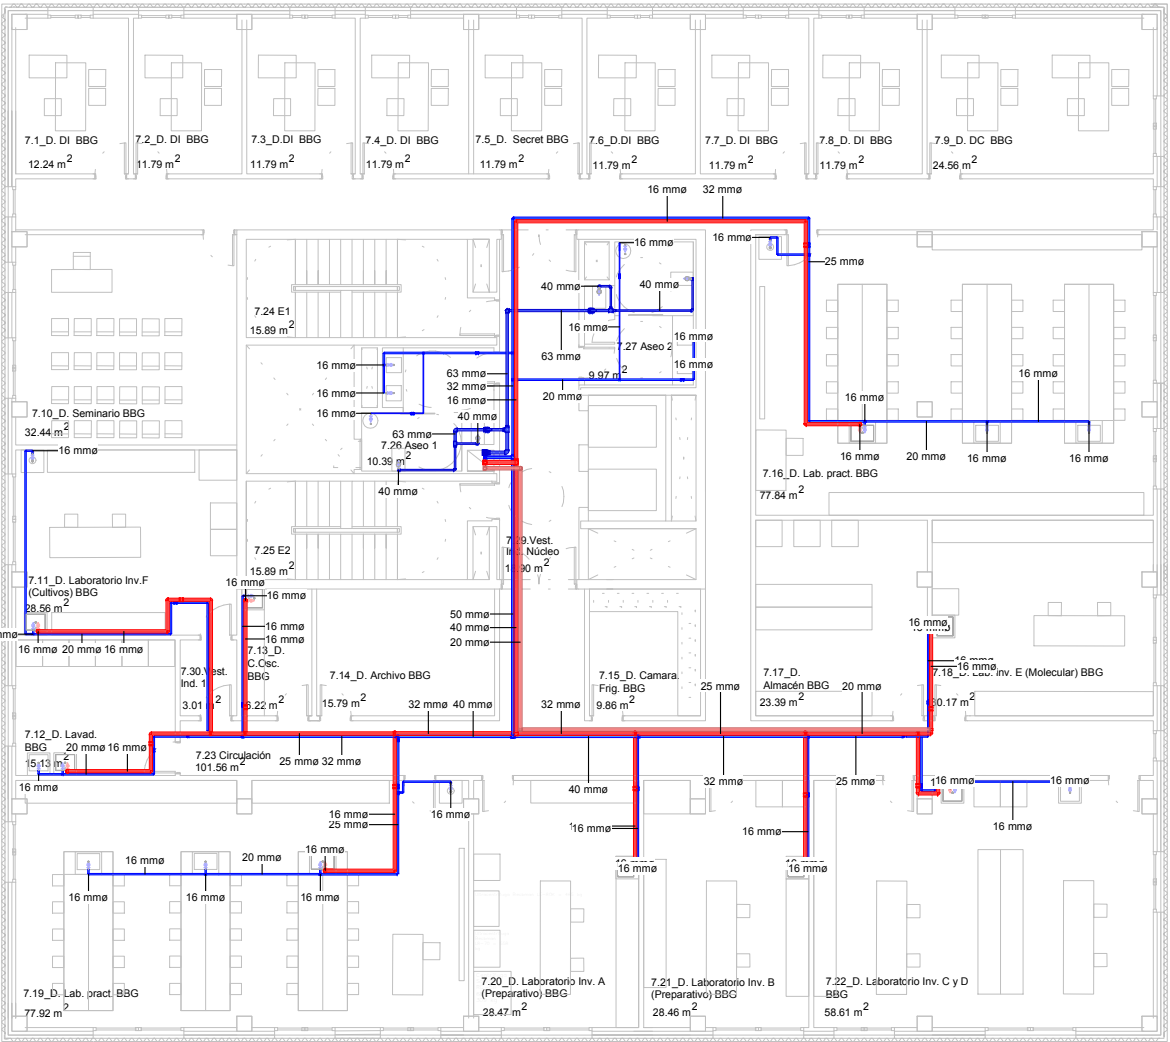 7.1_D. DI  BBG
12.24 m2
7.2_D. DI  BBG
11.79 m2
7.3_D.DI  BBG
11.79 m2
7.4_D. DI  BBG
11.79 m2
7.5_D.  Secret BBG
11.79 m2
7.6_D.DI  BBG
11.79 m2
7.7_D. DI  BBG
11.79 m2
7.8_D. DI  BBG
11.79 m2
7.9_D. DC  BBG
24.56 m2
16 mmø
32 mmø
16 mmø
16 mmø
25 mmø
40 mmø
40 mmø
7.24 E1
15.89 m2
16 mmø
63 mmø
7.27 Aseo 2
9.97 m2
16 mmø
16 mmø
20 mmø
16 mmø
16 mmø
16 mmø
63 mmø
32 mmø
16 mmø
40 mmø
63 mmø
7.26 Aseo 1
10.39 m2
40 mmø
7.10_D. Seminario BBG
32.44 m2
16 mmø
16 mmø
16 mmø
16 mmø
20 mmø
16 mmø
16 mmø
7.16_D. Lab. pract. BBG
77.84 m2
7.29.Vest.
Ind. Núcleo
7.25 E2
15.89 m2
7.11_D. Laboratorio Inv.F
(Cultivos) BBG
28.56 m2
16 mmø
16 mmø
16 mmø
16 mmø
50 mmø
40 mmø
20 mmø
16 mmø
20 mmø
16 mmø
7.30.Vest.
Ind. 1
3.01 m2
7.13_D.
C.Osc.
BBG
6.22 m2
7.14_D. Archivo BBG
15.79 m2
7.15_D. Camara.
Frig. BBG
9.86 m2
7.17_D.
Almacén BBG
23.39 m2
16 mmø
16 mmø
16 mmø
7.18_D. Lab. Inv. E (Molecular) BBG
25 mmø
20 mmø
32 mmø
40 mmø
32 mmø
7.12_D. Lavad.
BBG
15.13 m2
20 mmø
16 mmø
16 mmø
7.23 Circulación
101.56 m2
25 mmø
32 mmø
40 mmø
32 mmø
25 mmø
16 mmø
16 mmø
16 mmø
16 mmø
16 mmø
25 mmø
16 mmø
16 mmø
16 mmø
20 mmø
16 mmø
16 mmø
16 mmø
16 mmø
16 mmø
16 mmø
7.19_D. Lab. pract. BBG
77.92 m2
7.20_D. Laboratorio Inv. A
(Preparativo) BBG
28.47 m2
7.21_D. Laboratorio Inv. B
(Preparativo) BBG
28.46 m2
7.22_D. Laboratorio Inv. C y D
BBG
58.61 m2